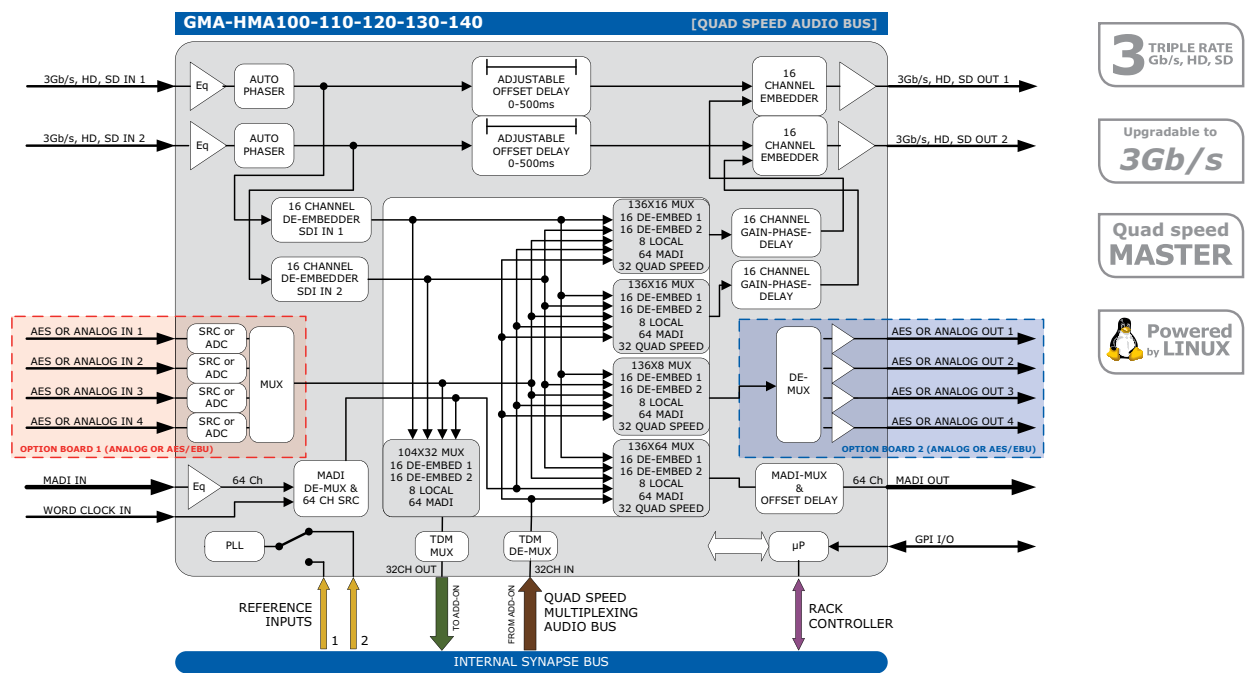 GMA-HMA100-110-120-130-140
[QUAD SPEED AUDIO BUS]
3Gb/s, HD, SD IN 1
Eq
AUTO
PHASER
ADJUSTABLE
OFFSET DELAY
0-500ms
16
CHANNEL
EMBEDDER
3Gb/s, HD, SD OUT 1
3Gb/s, HD, SD IN 2
Eq
AUTO
PHASER
ADJUSTABLE
OFFSET DELAY
0-500ms
16
CHANNEL
EMBEDDER
3Gb/s, HD, SD OUT 2
16 CHANNEL
DE-EMBEDDER
SDI IN 1
16 CHANNEL
DE-EMBEDDER
SDI IN 2
136X16 MUX
16 DE-EMBED 1
16 DE-EMBED 2
8 LOCAL
64 MADI
32 QUAD SPEED
16 CHANNEL
GAIN-PHASE-
DELAY
136X16 MUX
16 DE-EMBED 1
16 DE-EMBED 2
8 LOCAL
64 MADI
32 QUAD SPEED
16 CHANNEL
GAIN-PHASE-
DELAY
AES OR ANALOG IN 1
AES OR ANALOG IN 2
AES OR ANALOG IN 3
AES OR ANALOG IN 4
SRC or
ADC
SRC or
ADC
SRC or
ADC
SRC or
ADC
MUX
OPTION BOARD 1 (ANALOG OR AES/EBU)
136X8 MUX
16 DE-EMBED 1
16 DE-EMBED 2
8 LOCAL
64 MADI
32 QUAD SPEED
DE-
MUX
AES OR ANALOG OUT 1
AES OR ANALOG OUT 2
AES OR ANALOG OUT 3
AES OR ANALOG OUT 4
OPTION BOARD 2 (ANALOG OR AES/EBU)
104X32 MUX
16 DE-EMBED 1
16 DE-EMBED 2
8 LOCAL
64 MADI
136X64 MUX
16 DE-EMBED 1
16 DE-EMBED 2
8 LOCAL
64 MADI
32 QUAD SPEED
MADI IN
Eq
64 Ch
MADI
DE-MUX &
64 CH SRC
WORD CLOCK IN
MADI-MUX
&
OFFSET DELAY
64 Ch
MADI OUT
PLL
TDM
MUX
TDM
DE-MUX
µP
GPI I/O
32CH OUT
32CH IN
REFERENCE
INPUTS
1
2
TO ADD-ON
FROM ADD-ON
QUAD SPEED
MULTIPLEXING
AUDIO BUS
RACK
CONTROLLER
INTERNAL SYNAPSE BUS
3
TRIPLE RATE
Gb/s, HD, SD
Upgradable to
3Gb/s
Quad speed
MASTER
Powered
by LINUX